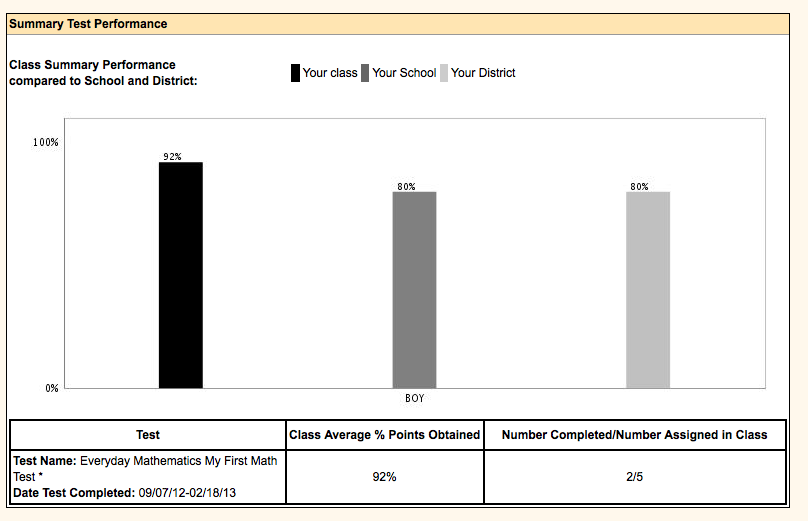 Summary Test Performance
Class Summary Performance
compared to School and District:
Your class Your School Your District
100%
92%
80%
80%
0%
BOY
Test Class Average % Points Obtained Number Completed/Number Assigned in Class
Test Name: Everyday Mathematics My First Math
Test *
Date Test Completed: 09/07/12-02/18/13
92%
2/5